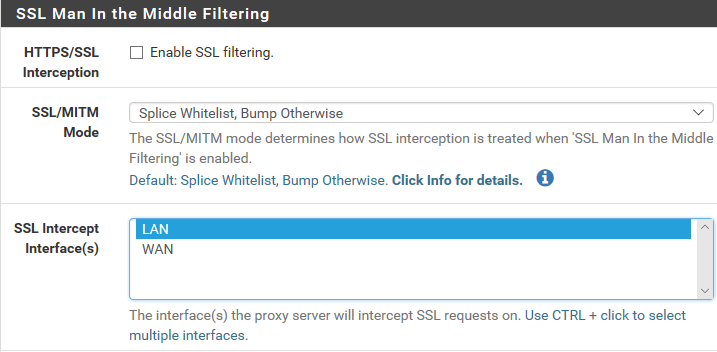 SSL Man In the Middle Filtering
HTTPS/SSL
Interception
Enable SSL filtering.
SSL/MITM
Mode
Splice Whitelist, Bump Otherwise
The SSL/MITM mode determines how SSL interception is treated when 'SSL Man In the Middle
Filtering' is enabled.
Default: Splice Whitelist, Bump Otherwise. Click Info for details.
SSL Intercept
Interface(s)
LAN
WAN
The interface(s) the proxy server will intercept SSL requests on. Use CTRL + click to select
multiple interfaces.